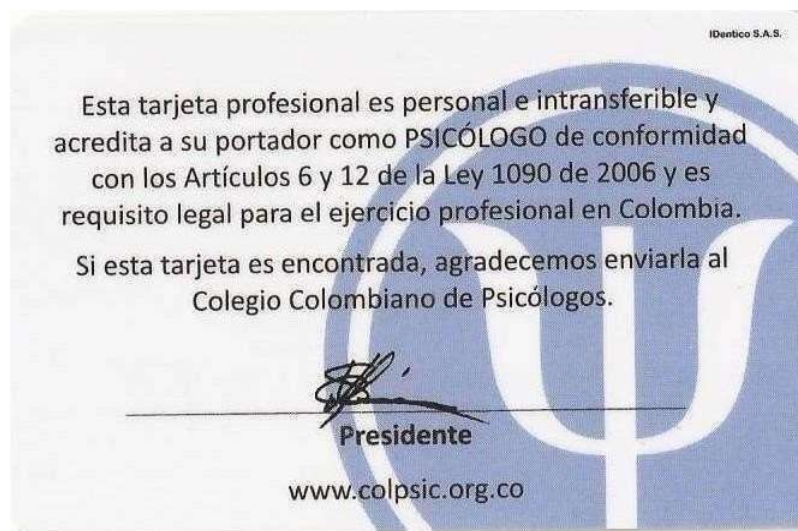 IDentico S.A.S.
Esta tarjeta profesional es personal e intransferible y
acredita a su portador como PSICÓLOGO de conformidad
con los Artículos 6 y 12 de la Ley 1090 de 2006 y es
requisito legal para el ejercicio profesional en Colombia.
Si esta tarjeta es encontrada, agradecemos enviarla al
Colegio Colombiano de Psicólogos.
Presidente
www.colpsic.org.co